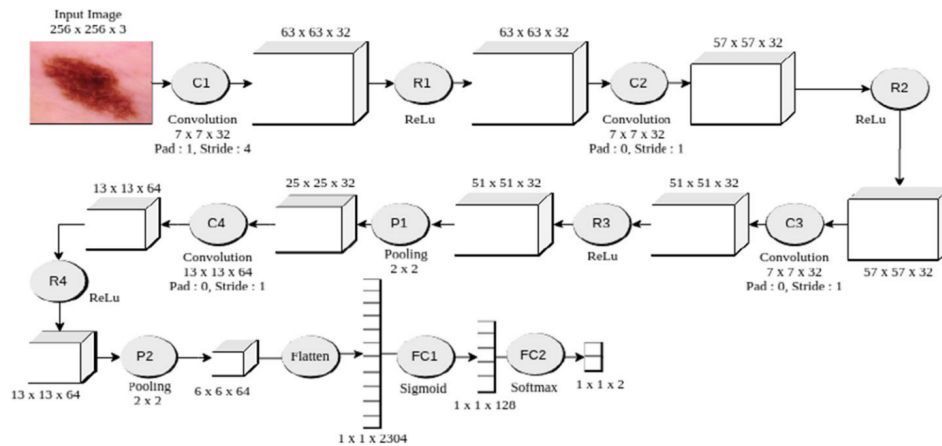 Input Image
256 x 256 x 3
C1
Convolution
7 x 7 x 32
Pad : 1, Stride : 4
63 x 63 x 32
R1
ReLu
63 x 63 x 32
C2
Convolution
7 x 7 x 32
Pad : 0, Stride : 1
57 x 57 x 32
R2
ReLu
57 x 57 x 32
C3
Convolution
7 x 7 x 32
Pad : 0, Stride : 1
51 x 51 x 32
R3
ReLu
51 x 51 x 32
P1
Pooling
2 x 2
25 x 25 x 32
C4
Convolution
13 x 13 x 64
Pad : 0, Stride : 1
13 x 13 x 64
R4
ReLu
13 x 13 x 64
P2
Pooling
2 x 2
6 x 6 x 64
Flatten
1 x 1 x 2304
FC1
Sigmoid
1 x 1 x 128
FC2
Softmax
1 x 1 x 2